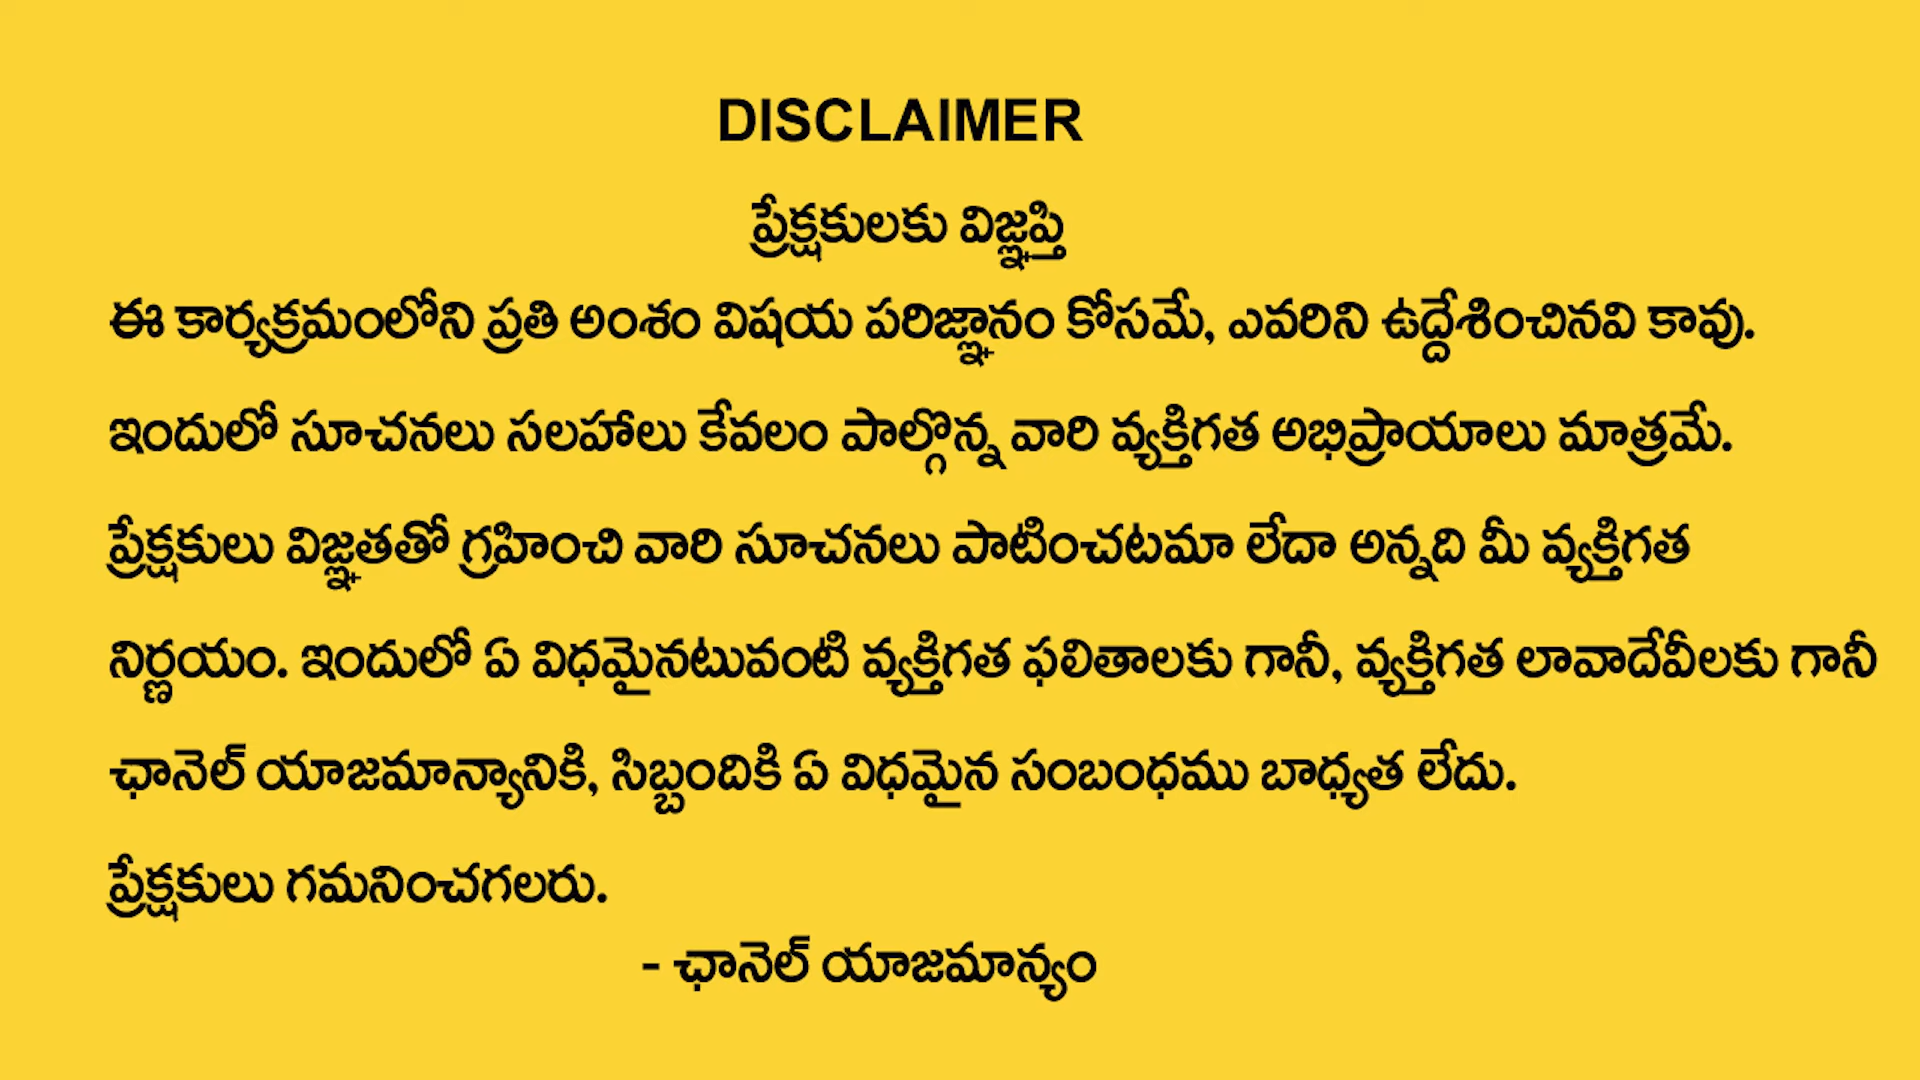 DISCLAIMER
ప్రేక్షకులకు విజ్ఞప్తి
ఈ కార్యక్రమంలోని ప్రతి అంశం విషయ పరిజ్ఞానం కోసమే, ఎవరిని ఉద్దేశించినవి కావు.
ఇందులో సూచనలు సలహాలు కేవలం పాల్గొన్న వారి వ్యక్తిగత అభిప్రాయాలు మాత్రమే.
ప్రేక్షకులు విజ్ఞతతో గ్రహించి వారి సూచనలు పాటించటమా లేదా అన్నది మీ వ్యక్తిగత
నిర్ణయం. ఇందులో ఏ విధమైనటువంటి వ్యక్తిగత ఫలితాలకు గానీ, వ్యక్తిగత లావాదేవీలకు గానీ
ఛానెల్ యాజమాన్యానికి, సిబ్బందికి ఏ విధమైన సంబంధము బాధ్యత లేదు.
ప్రేక్షకులు గమనించగలరు.
- ఛానెల్ యాజమాన్యం